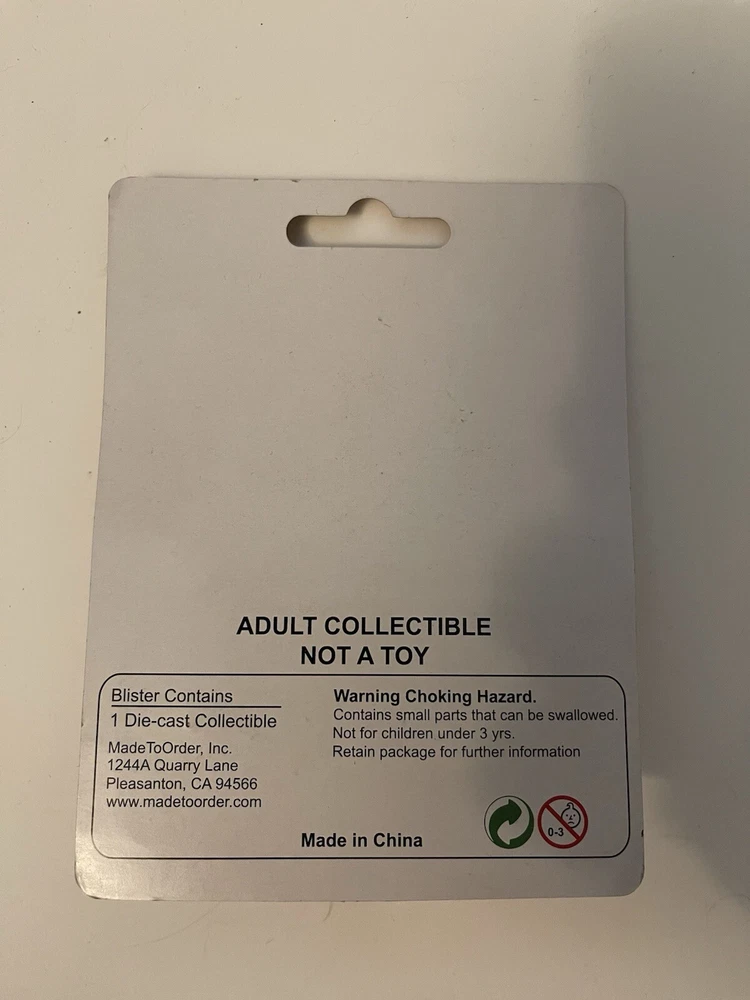 ADULT COLLECTIBLE
NOT A TOY
Blister Contains
1 Die-cast Collectible
MadeToOrder, Inc.
1244A Quarry Lane
Pleasanton, CA 94566
www.madetoorder.com
Warning Choking Hazard.
Contains small parts that can be swallowed.
Not for children under 3 yrs.
Retain package for further information
0-3
Made in China